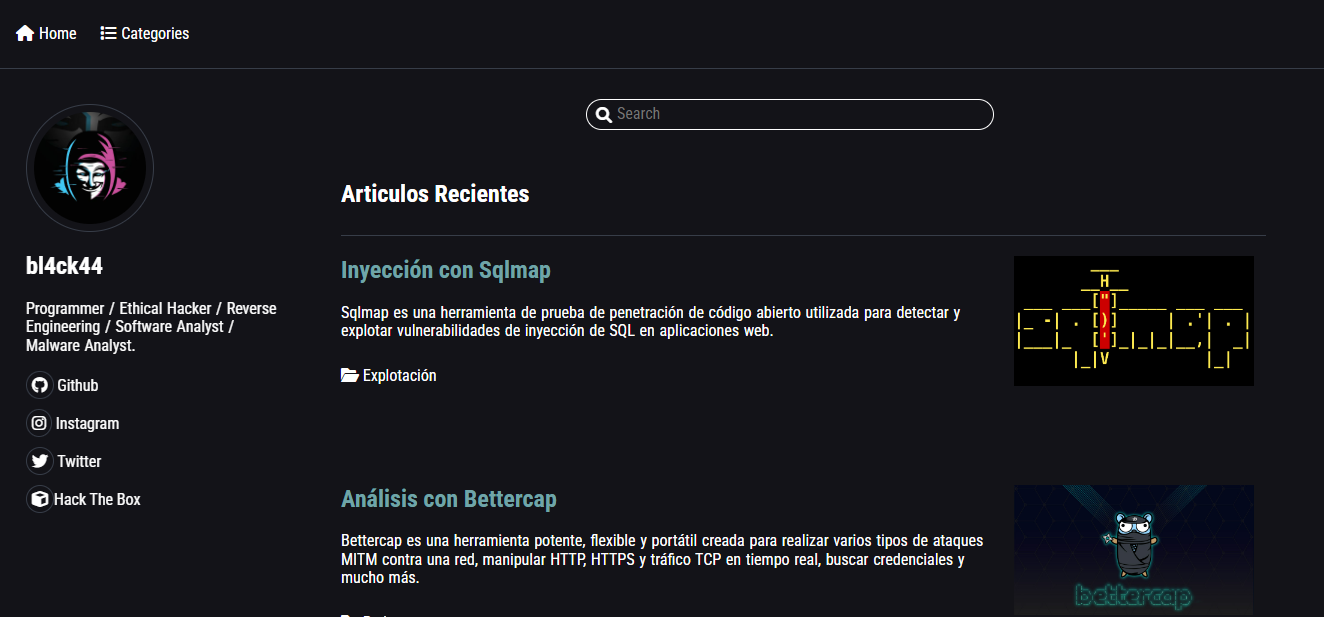 Home
Categories
Search
bl4ck44
Programmer / Ethical Hacker / Reverse
Engineering / Software Analyst /
Malware Analyst.
Github
Instagram
Twitter
Hack The Box
Articulos Recientes
Inyección con Sqlmap
Sqlmap es una herramienta de prueba de penetración de código abierto utilizada para detectar y
explotar vulnerabilidades de inyección de SQL en aplicaciones web.
Explotación
Análisis con Bettercap
Bettercap es una herramienta potente, flexible y portátil creada para realizar varios tipos de ataques
MITM contra una red, manipular HTTP, HTTPS y tráfico TCP en tiempo real, buscar credenciales y
mucho más.
bettercap